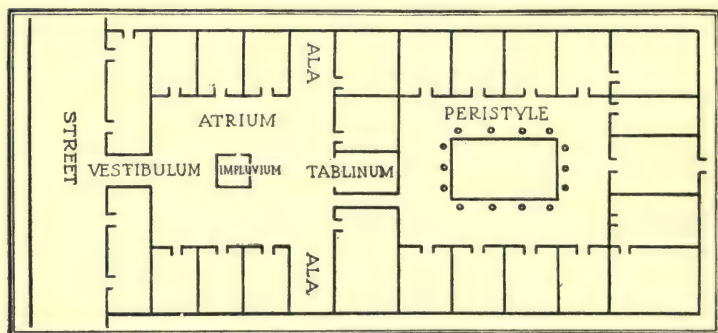 STREET
VESTIBULUM
ATRIUM
IMPLUVIUM
ALA
ALA
TABLINUM
PERISTYLE